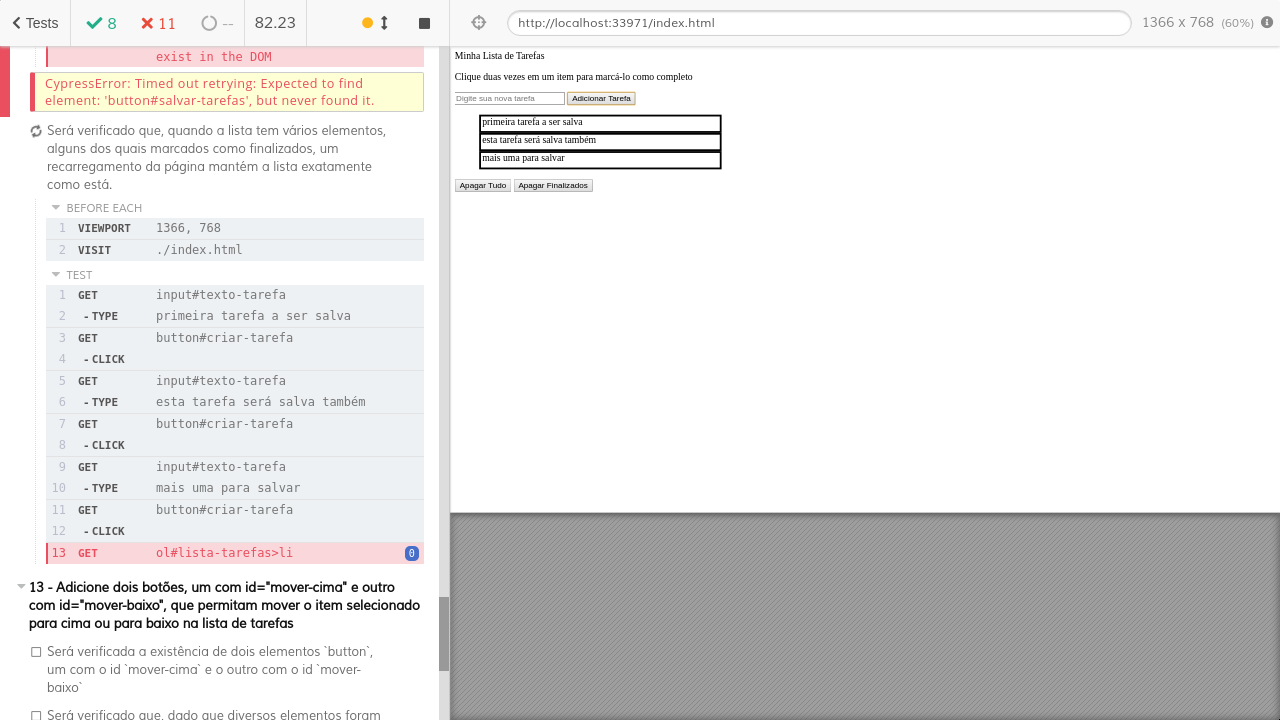 Tests 8 11 -- 82.23 http://localhost:33971/index.html 1366 x 768 (60%)
exist in the DOM
CypressError: Timed out retrying: Expected to find
element: 'button#salvar-tarefas', but never found it.
Será verificado que, quando a lista tem vários elementos,
alguns dos quais marcados como finalizados, um
recarregamento da página mantém a lista exatamente
como está.
BEFORE EACH
1 VIEWPORT 1366, 768
2 VISIT ./index.html
TEST
1 GET input#texto-tarefa
2 -TYPE primeira tarefa a ser salva
3 GET button#criar-tarefa
4 -CLICK
5 GET input#texto-tarefa
6 -TYPE esta tarefa será salva também
7 GET button#criar-tarefa
8 -CLICK
9 GET input#texto-tarefa
10 -TYPE mais uma para salvar
11 GET button#criar-tarefa
12 -CLICK
13 GET ol#lista-tarefas>li 0
13 - Adicione dois botões, um com id="mover-cima" e outro
com id="mover-baixo", que permitam mover o item selecionado
para cima ou para baixo na lista de tarefas
Será verificada a existência de dois elementos `button`,
um com o id `mover-cima` e o outro com o id `mover-
baixo`
Será verificado que, dado que diversos elementos foram
Minha Lista de Tarefas
Clique duas vezes em um item para marcá-lo como completo
Digite sua nova tarefa Adicionar Tarefa
primeira tarefa a ser salva
esta tarefa será salva também
mais uma para salvar
Apagar Tudo Apagar Finalizados